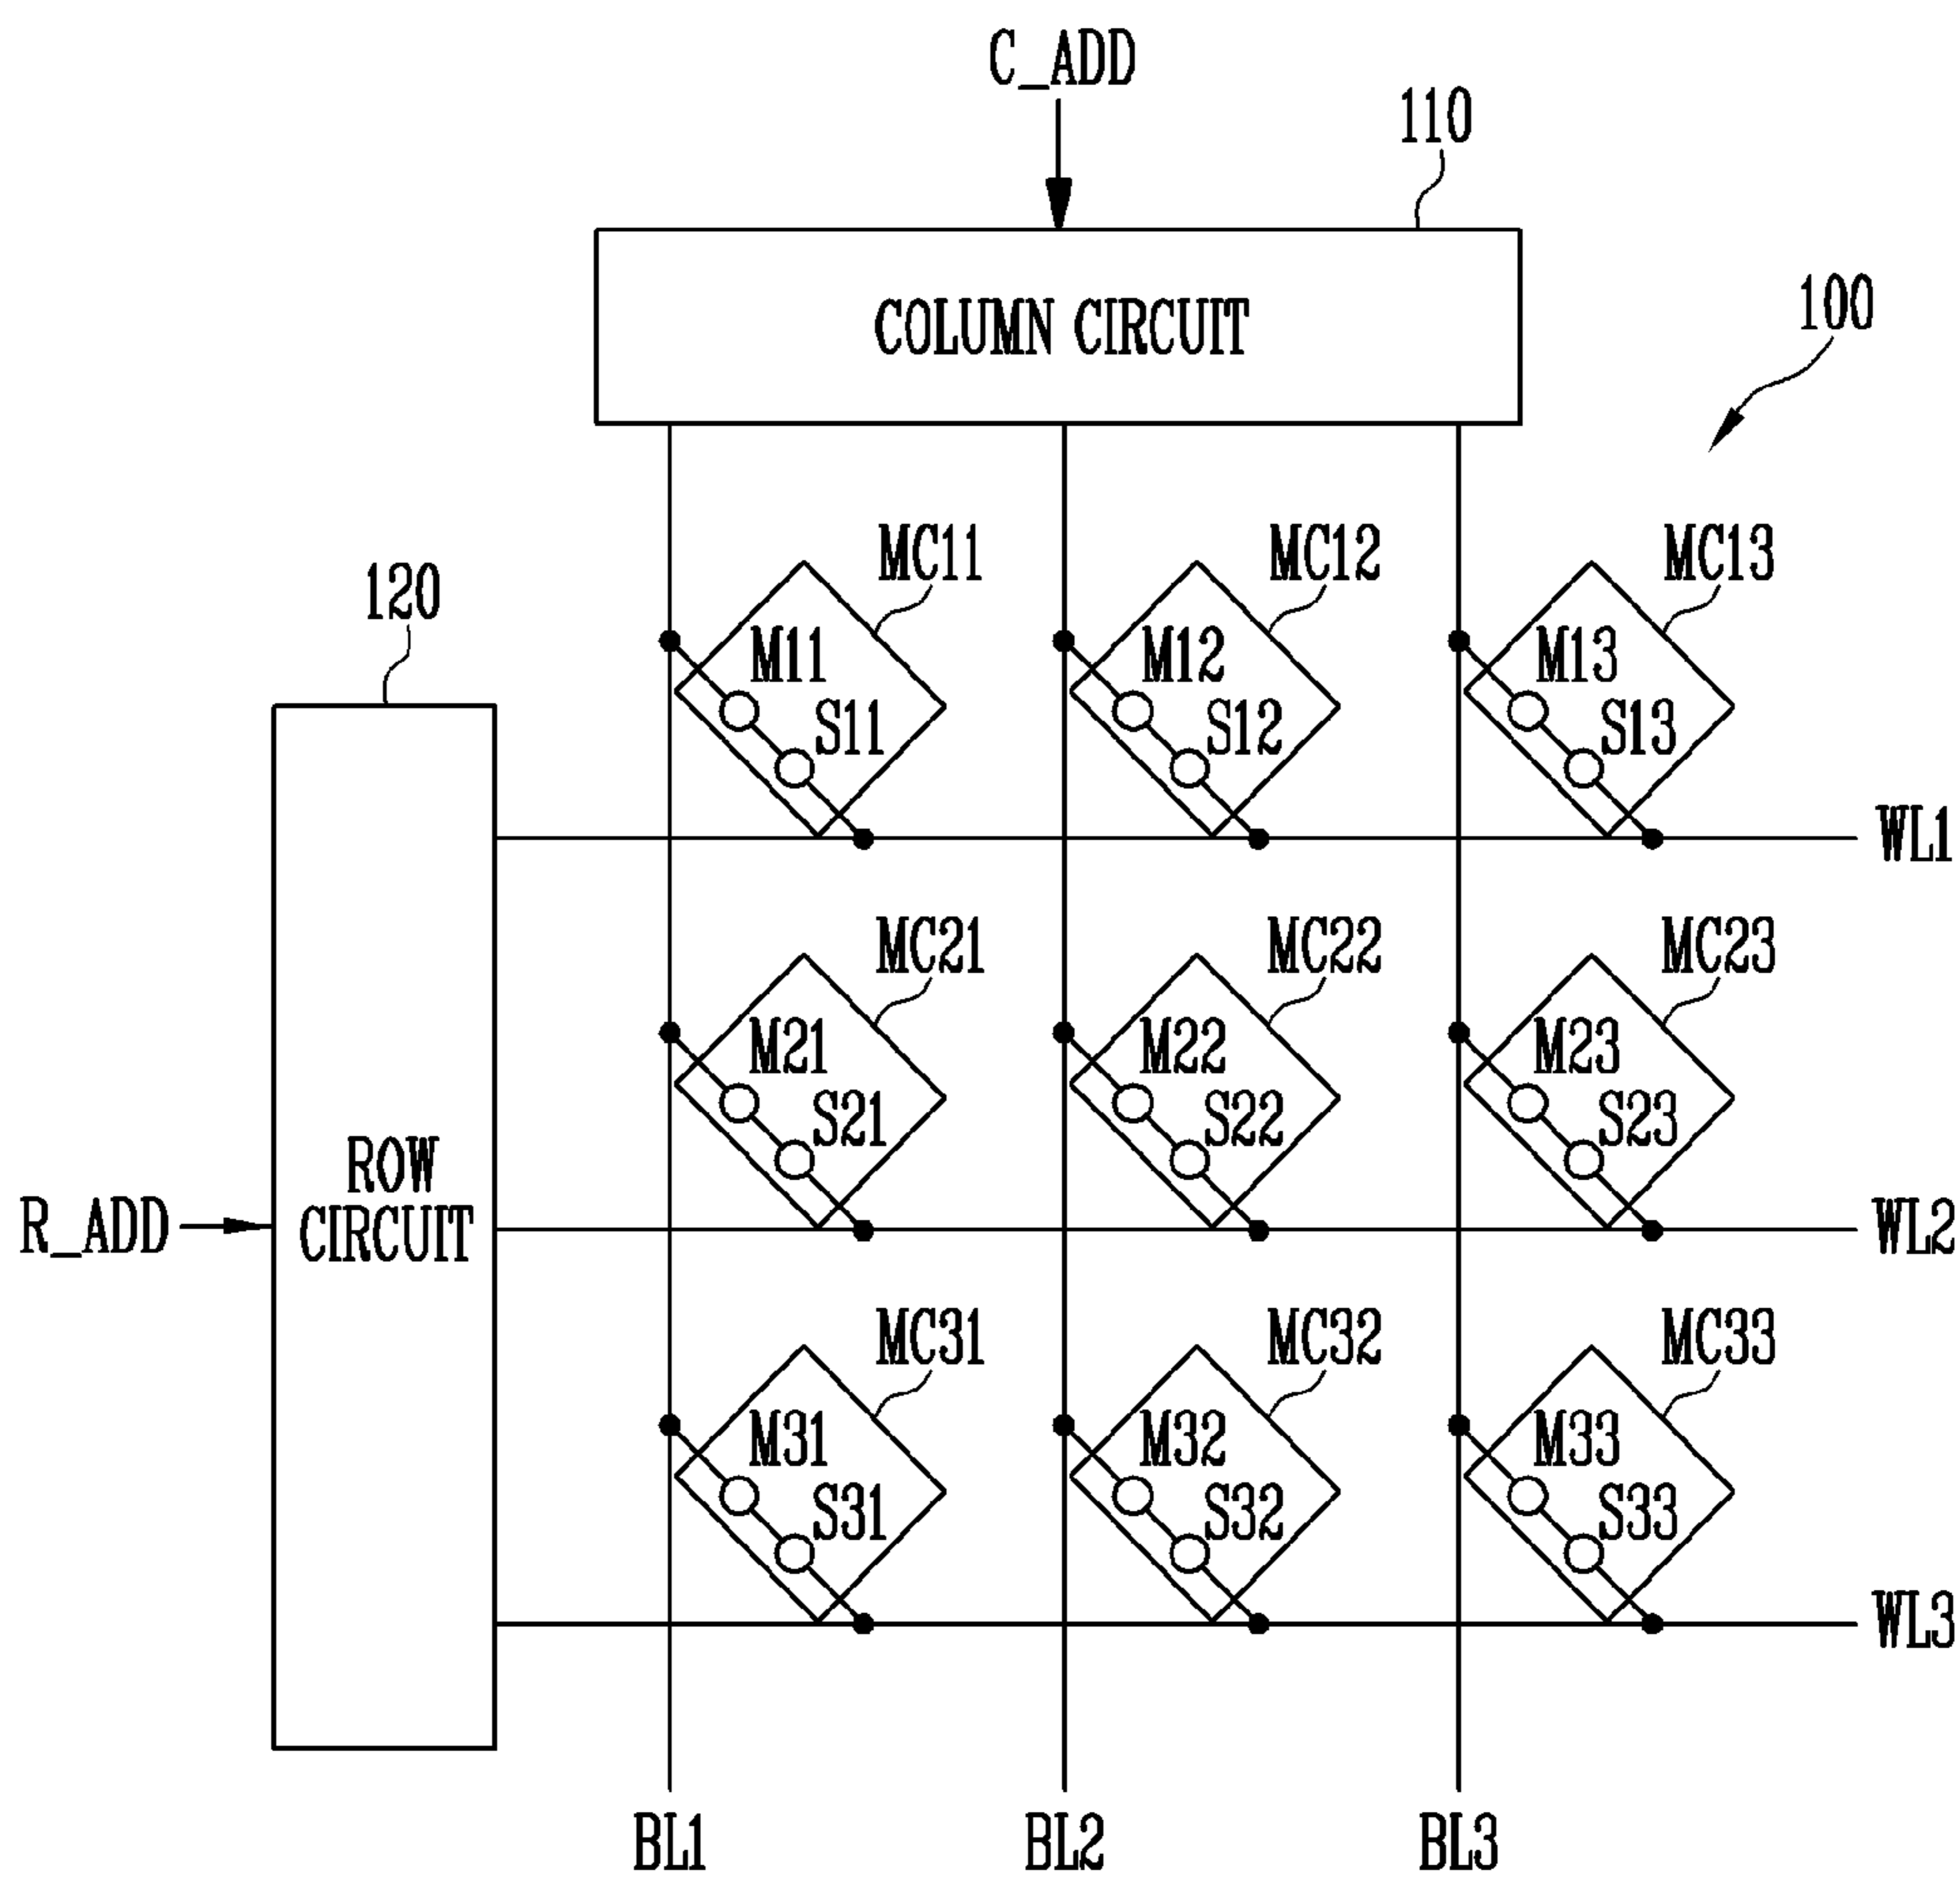 C_ADD
110
COLUMN CIRCUIT
100
MC11
MC12
MC13
120
M11
M12
M13
S11
S12
S13
WL1
MC21
MC22
MC23
M21
M22
M23
S21
S22
S23
ROW
CIRCUIT
R_ADD
WL2
MC31
MC32
MC33
M31
M32
M33
S31
S32
S33
WL3
BL1
BL2
BL3